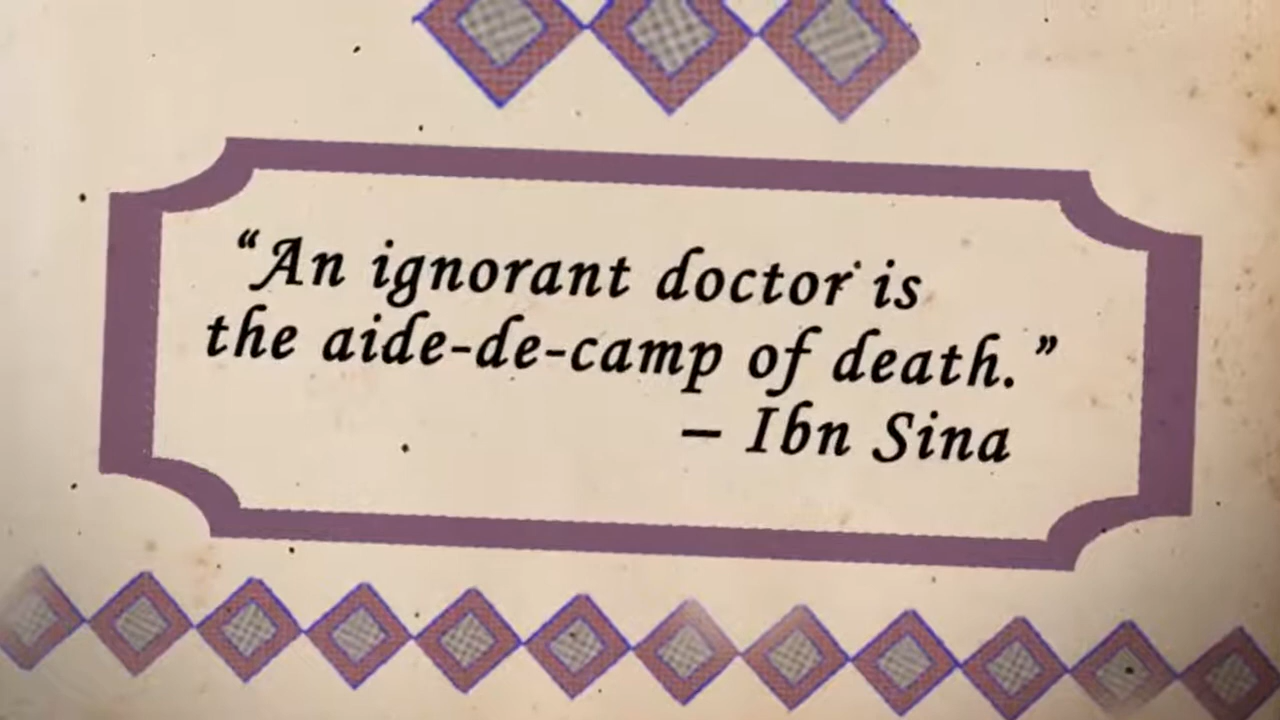 “An ignorant doctor is
the aide-de-camp of death.”
– Ibn Sina